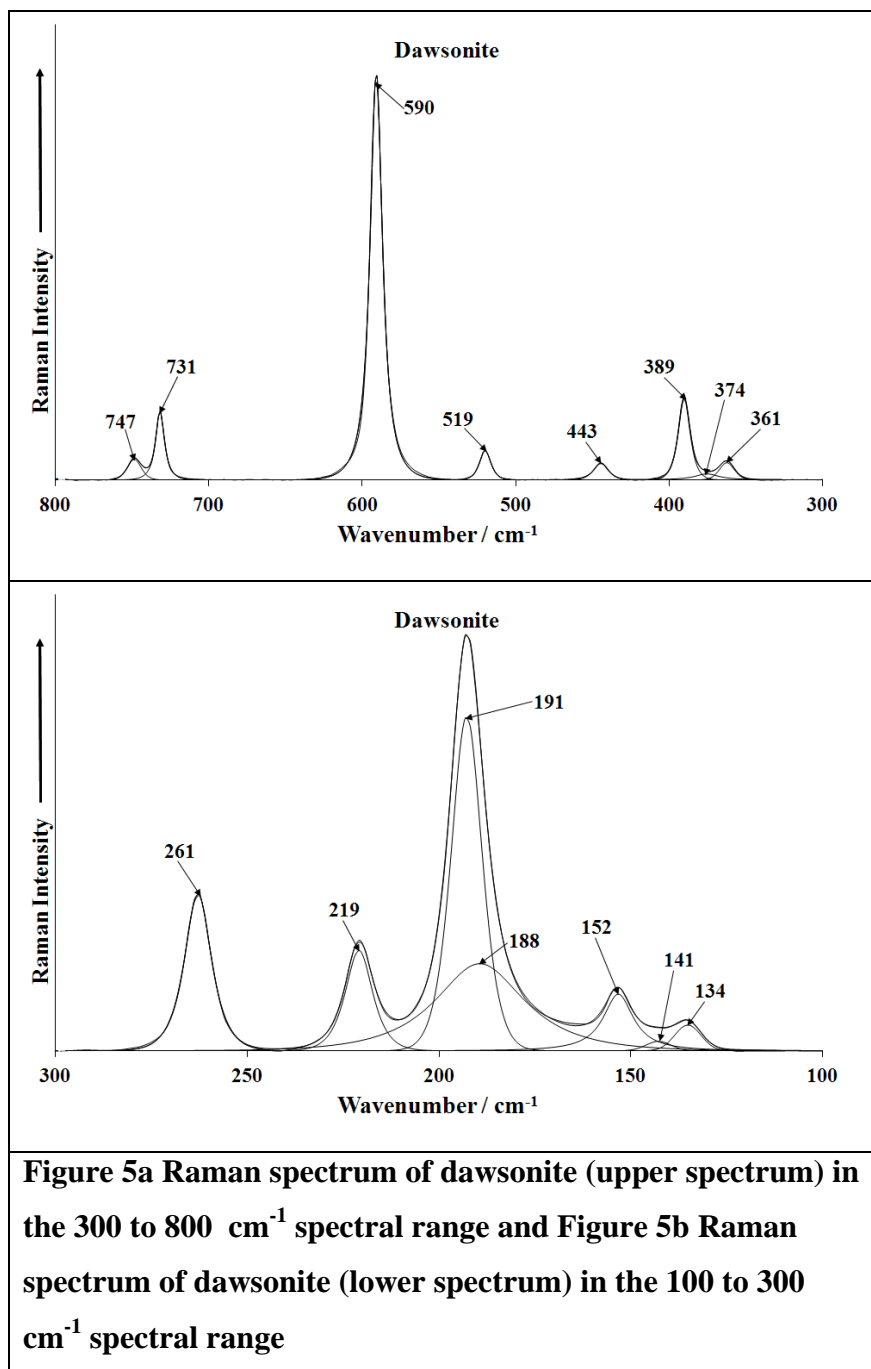 Dawsonite
590
731
747
519
443
389
374
361
Raman Intensity
800 700 600 500 400 300
Wavenumber / cm-1
Dawsonite
191
261
219
188
152
141
134
Raman Intensity
300 250 200 150 100
Wavenumber / cm-1
Figure 5a Raman spectrum of dawsonite (upper spectrum) in
the 300 to 800 cm-1 spectral range and Figure 5b Raman
spectrum of dawsonite (lower spectrum) in the 100 to 300
cm-1 spectral range